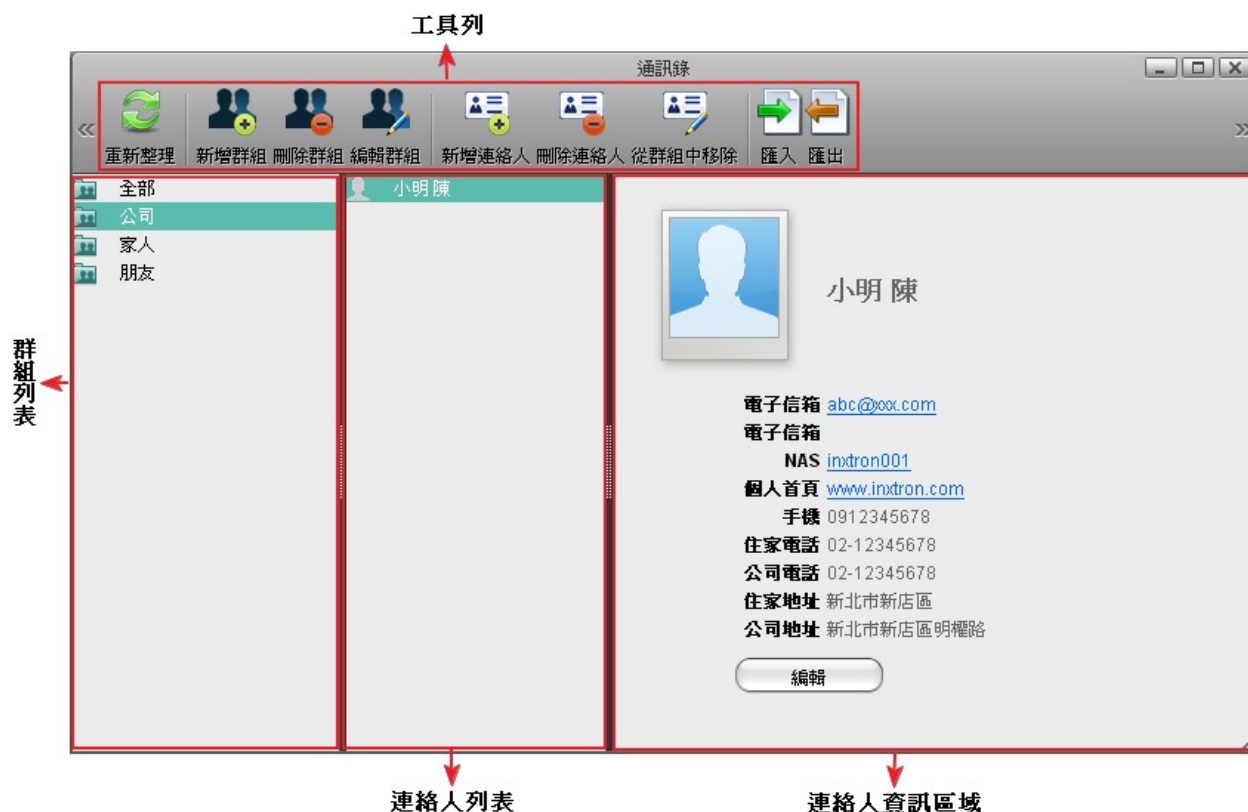 工具列
通訊錄
重新整理 新增群組 刪除群組 編輯群組 新增連絡人 刪除連絡人 從群組中移除 匯入 匯出
群組列表
全部
公司
家人
朋友
小明 陳
小明 陳
電子信箱 abc@xxx.com
電子信箱
NAS inxtron001
個人首頁 www.inxtron.com
手機 0912345678
住家電話 02-12345678
公司電話 02-12345678
住家地址 新北市新店區
公司地址 新北市新店區明權路
編輯
連絡人列表
連絡人資訊區域